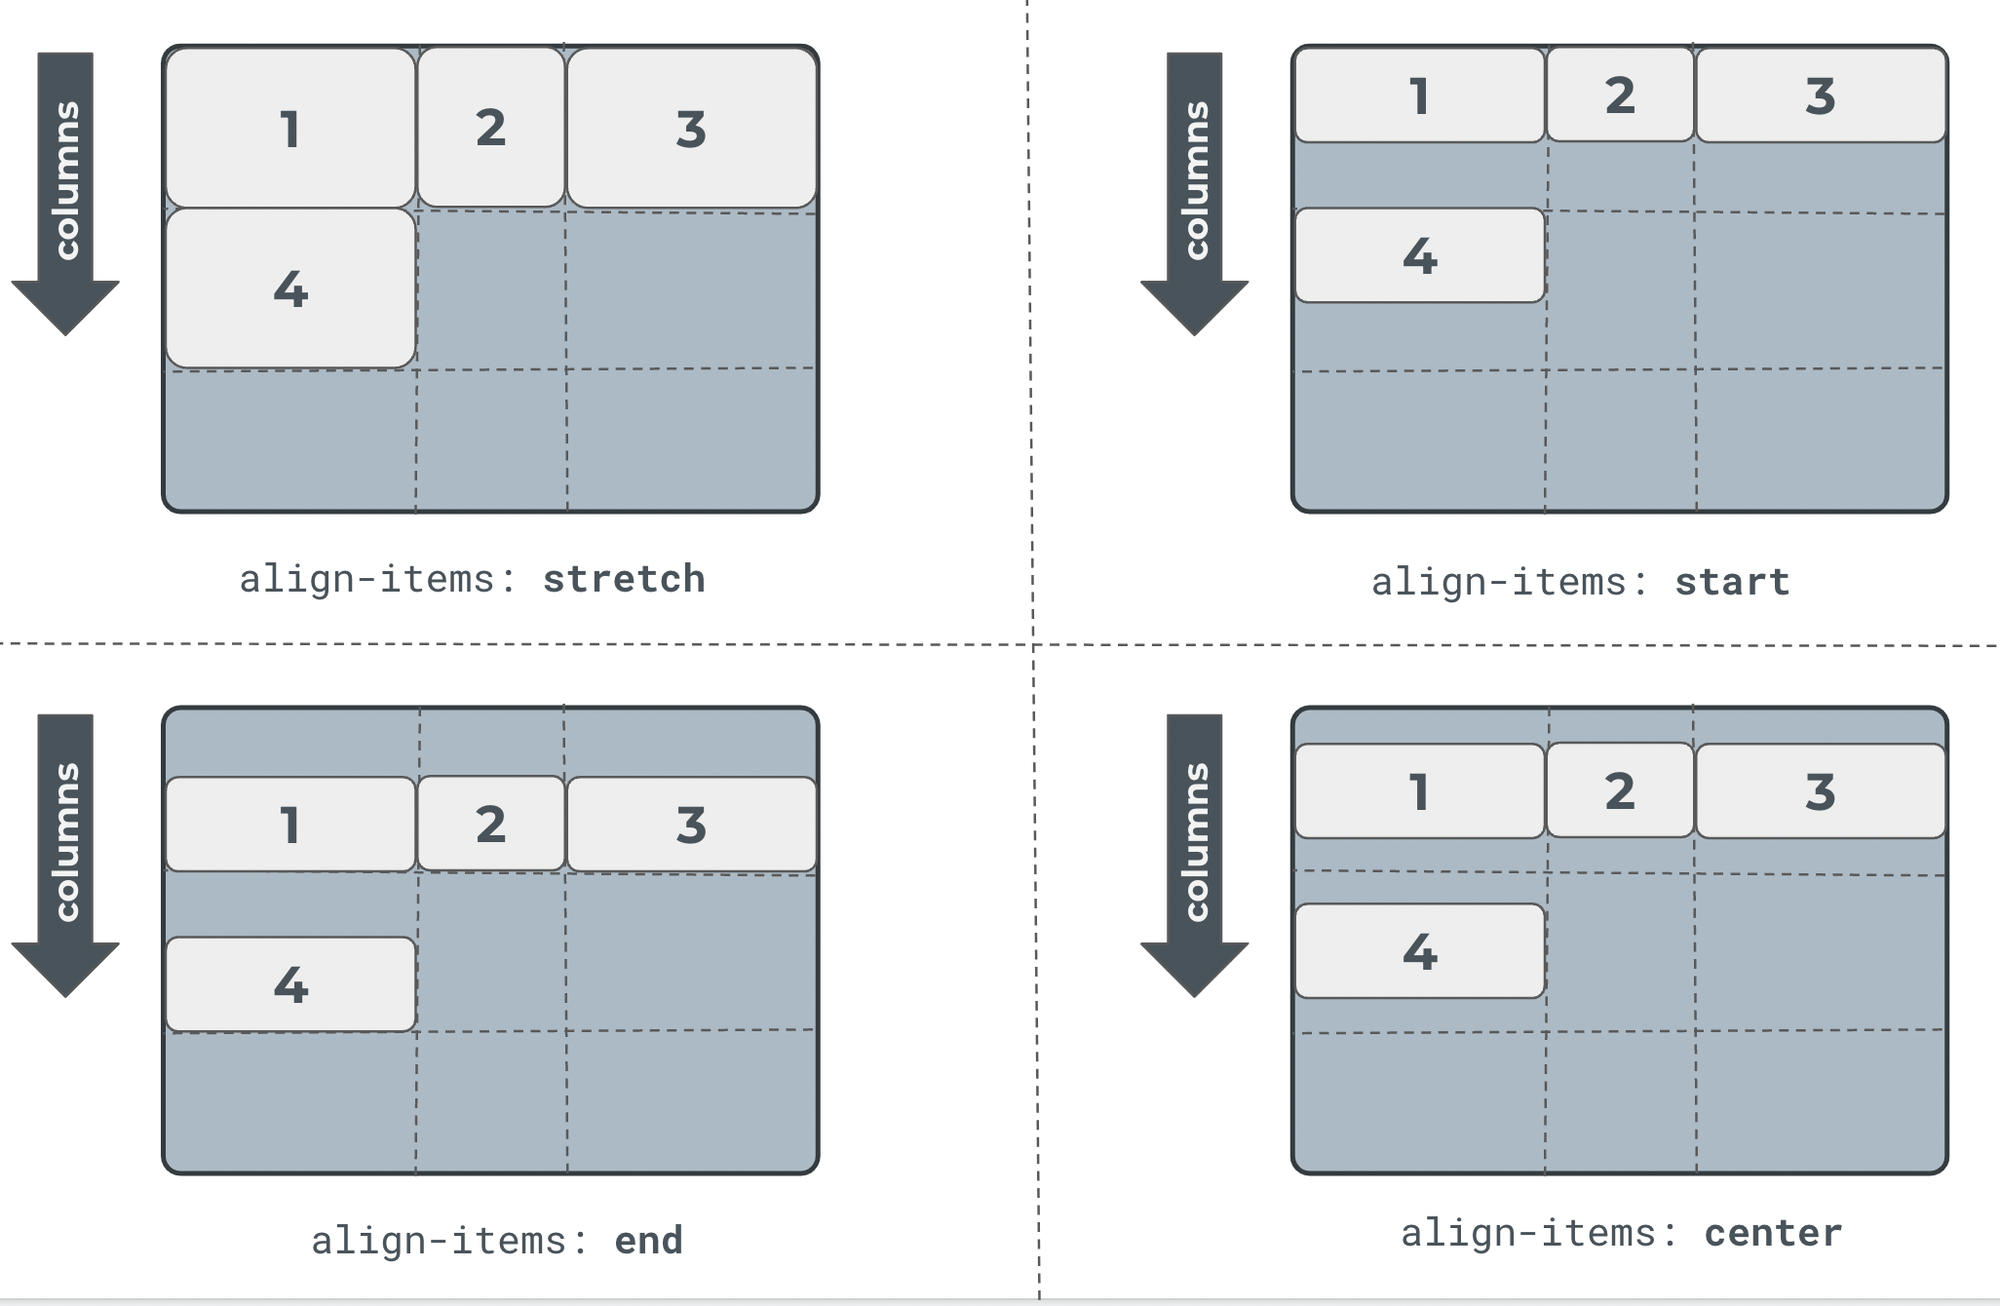 columns
1 2 3
4
align-items: stretch
columns
1 2 3
4
align-items: start
columns
1 2 3
4
align-items: end
columns
1 2 3
4
align-items: center